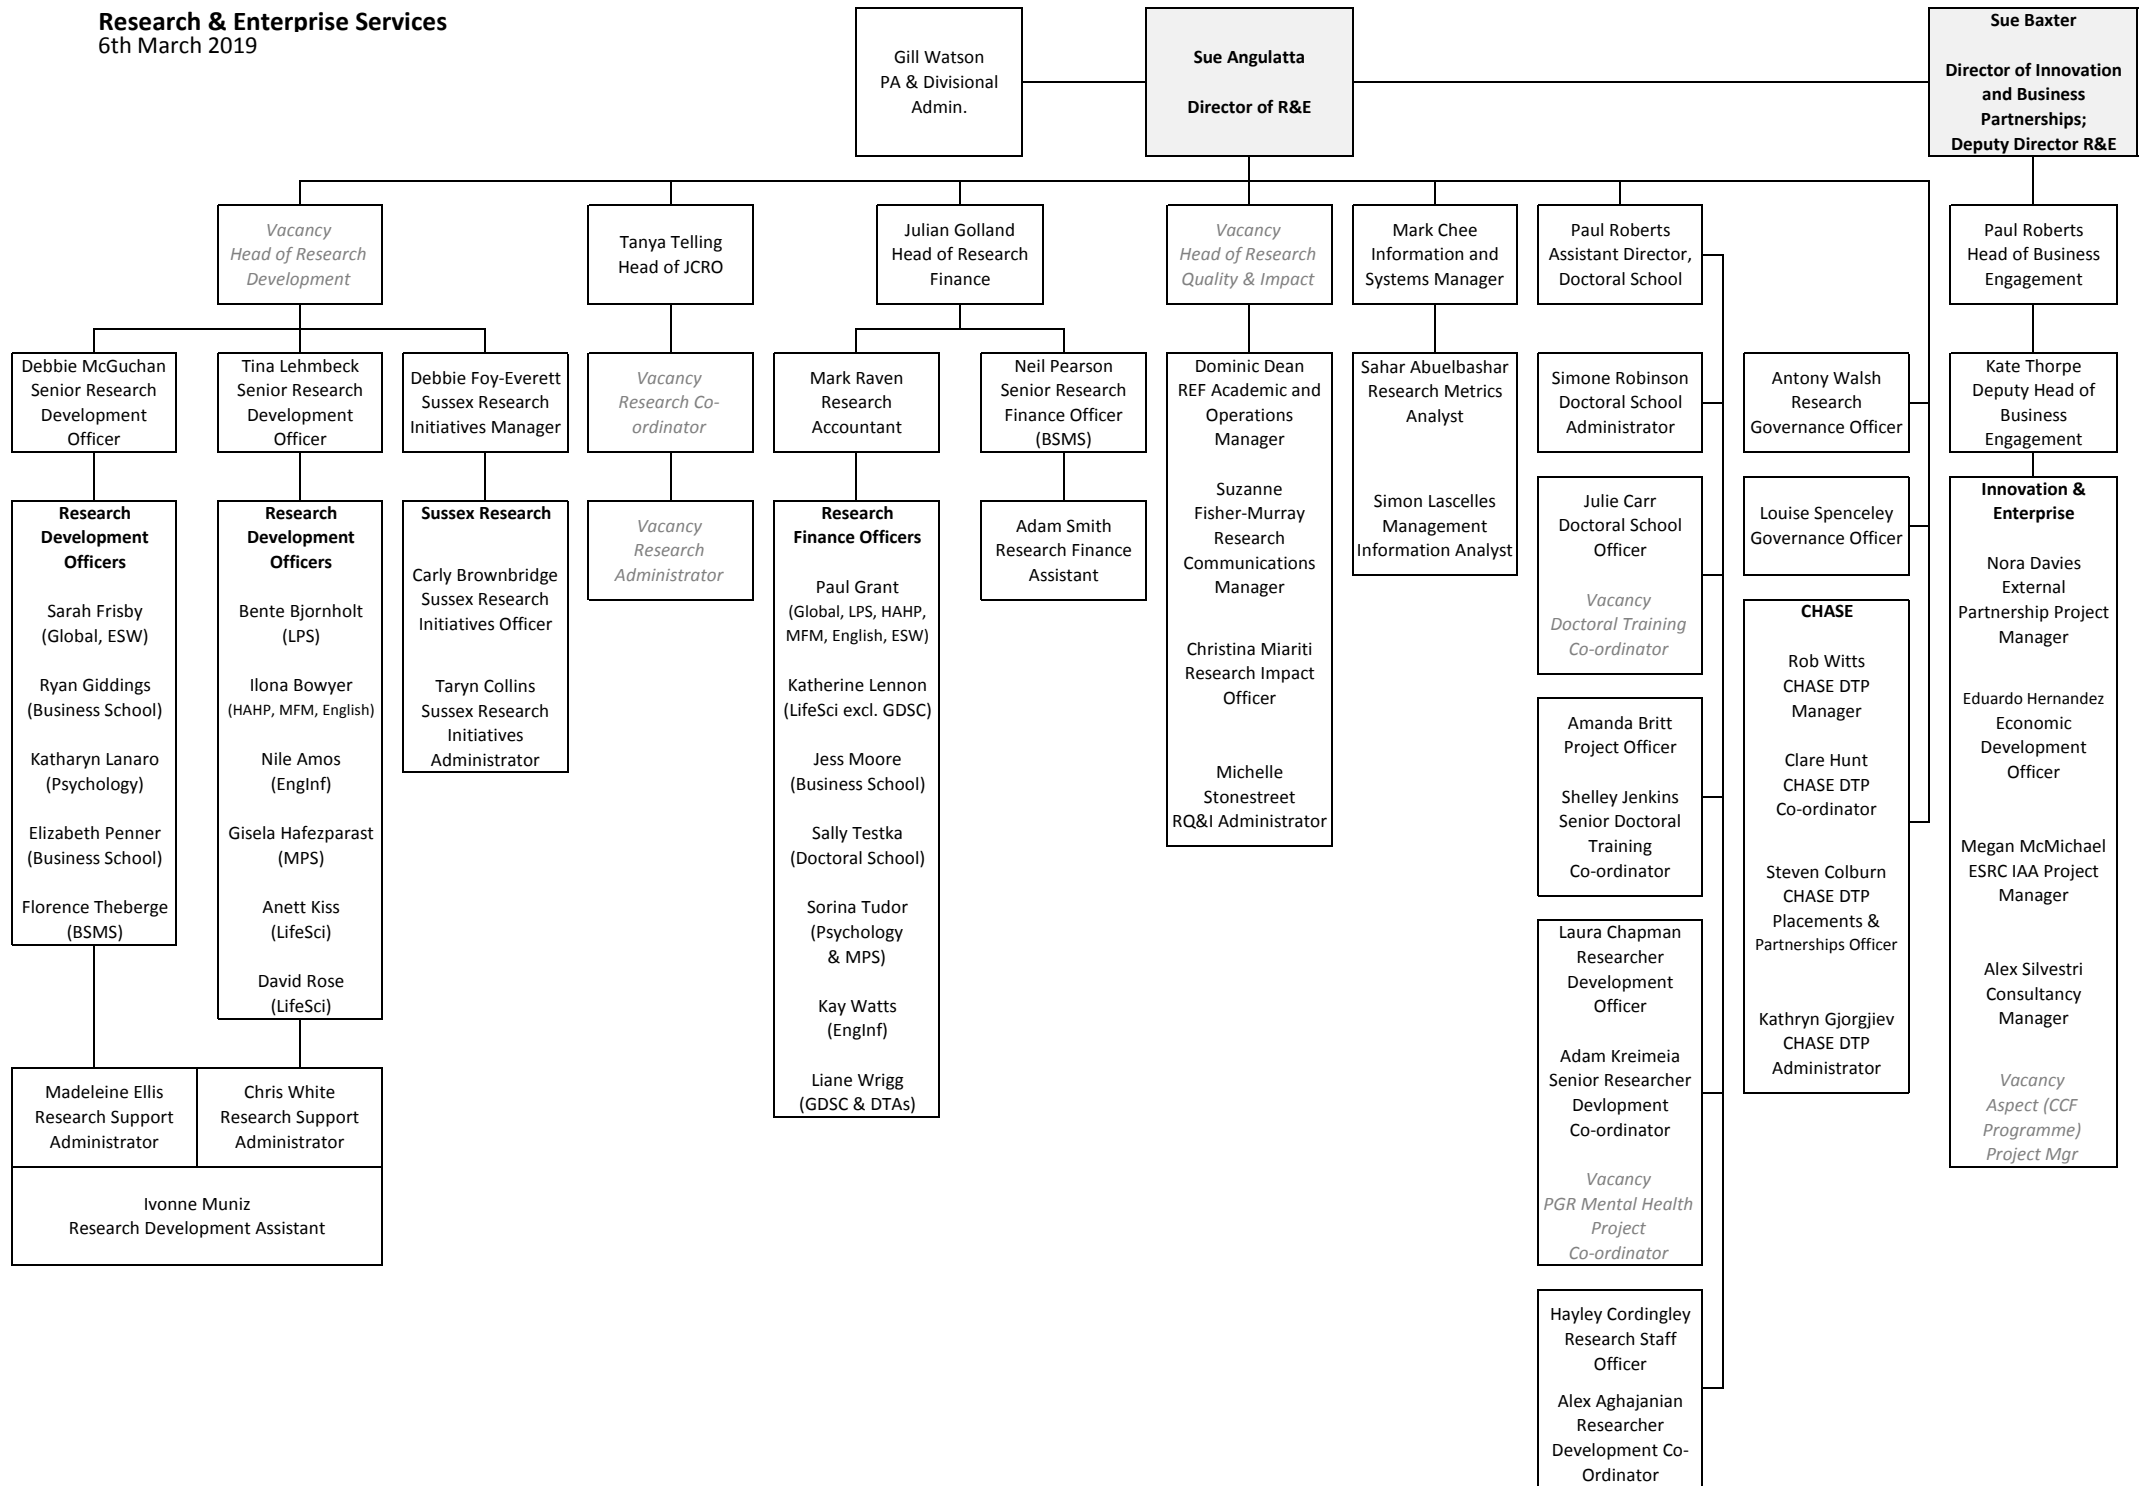 Research & Enterprise Services
6th March 2019
Gill Watson
PA & Divisional
Admin.
Sue Angulatta
Director of R&E
Sue Baxter
Director of Innovation
and Business
Partnerships;
Deputy Director R&E
Vacancy
Head of Research
Development
Tanya Telling
Head of JCRO
Julian Golland
Head of Research
Finance
Vacancy
Head of Research
Quality & Impact
Mark Chee
Information and
Systems Manager
Paul Roberts
Assistant Director,
Doctoral School
Paul Roberts
Head of Business
Engagement
Debbie McGuchan
Senior Research
Development
Officer
Tina Lehmbeck
Senior Research
Development
Officer
Debbie Foy-Everett
Sussex Research
Initiatives Manager
Vacancy
Research Co-
ordinator
Mark Raven
Research
Accountant
Neil Pearson
Senior Research
Finance Officer
(BSMS)
Dominic Dean
REF Academic and
Operations
Manager
Suzanne
Fisher-Murray
Research
Communications
Manager
Christina Miariti
Research Impact
Officer
Michelle
Stonestreet
RQ&I Administrator
Sahar Abuelbashar
Research Metrics
Analyst
Simon Lascelles
Management
Information Analyst
Simone Robinson
Doctoral School
Administrator
Antony Walsh
Research
Governance Officer
Kate Thorpe
Deputy Head of
Business
Engagement
Research
Development
Officers
Sarah Frisby
(Global, ESW)
Ryan Giddings
(Business School)
Katharyn Lanaro
(Psychology)
Elizabeth Penner
(Business School)
Florence Theberge
(BSMS)
Research
Development
Officers
Bente Bjornholt
(LPS)
Ilona Bowyer
(HAHP, MFM, English)
Nile Amos
(EngInf)
Gisela Hafezparast
(MPS)
Anett Kiss
(LifeSci)
David Rose
(LifeSci)
Sussex Research
Carly Brownbridge
Sussex Research
Initiatives Officer
Taryn Collins
Sussex Research
Initiatives
Administrator
Vacancy
Research
Administrator
Research
Finance Officers
Paul Grant
(Global, LPS, HAHP,
MFM, English, ESW)
Katherine Lennon
(LifeSci excl. GDSC)
Jess Moore
(Business School)
Sally Testka
(Doctoral School)
Sorina Tudor
(Psychology
& MPS)
Kay Watts
(EngInf)
Liane Wrigg
(GDSC & DTAs)
Adam Smith
Research Finance
Assistant
Julie Carr
Doctoral School
Officer
Vacancy
Doctoral Training
Co-ordinator
Louise Spenceley
Governance Officer
Innovation &
Enterprise
Nora Davies
External
Partnership Project
Manager
Eduardo Hernandez
Economic
Development
Officer
Megan McMichael
ESRC IAA Project
Manager
Alex Silvestri
Consultancy
Manager
Vacancy
Aspect (CCF
Programme)
Project Mgr
CHASE
Rob Witts
CHASE DTP
Manager
Clare Hunt
CHASE DTP
Co-ordinator
Steven Colburn
CHASE DTP
Placements &
Partnerships Officer
Kathryn Gjorgjiev
CHASE DTP
Administrator
Amanda Britt
Project Officer
Shelley Jenkins
Senior Doctoral
Training
Co-ordinator
Laura Chapman
Researcher
Development
Officer
Adam Kreimeia
Senior Researcher
Devlopment
Co-ordinator
Vacancy
PGR Mental Health
Project
Co-ordinator
Madeleine Ellis
Research Support
Administrator
Chris White
Research Support
Administrator
Ivonne Muniz
Research Development Assistant
Hayley Cordingley
Research Staff
Officer
Alex Aghajanian
Researcher
Development Co-
Ordinator